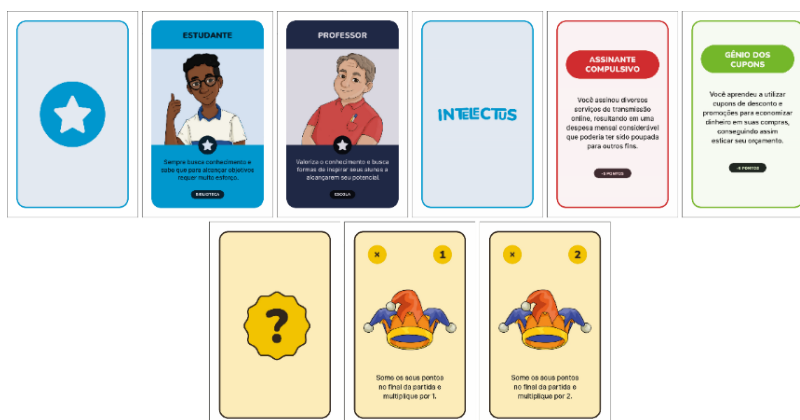 ESTUDANTE
Sempre busca conhecimento e
sabe que para alcançar objetivos
requer muito esforço.
BIBLIOTECA
PROFESSOR
Valoriza o conhecimento e busca
formas de inspirar seus alunos a
alcançarem seu potencial.
ESCOLA
INTELECTUS
ASSINANTE
COMPULSIVO
Você assinou diversos
serviços de transmissão
online, resultando em uma
despesa mensal considerável
que poderia ter sido poupada
para outros fins.
PONTOS
GÊNIO DOS
CUPONS
Você aprendeu a utilizar
cupons de desconto e
promoções para economizar
dinheiro em suas compras,
conseguindo assim
esticar seu orçamento.
PONTOS
?
× 1
Some os seus pontos
no final da partida e
multiplique por 1.
× 2
Some os seus pontos
no final da partida e
multiplique por 2.